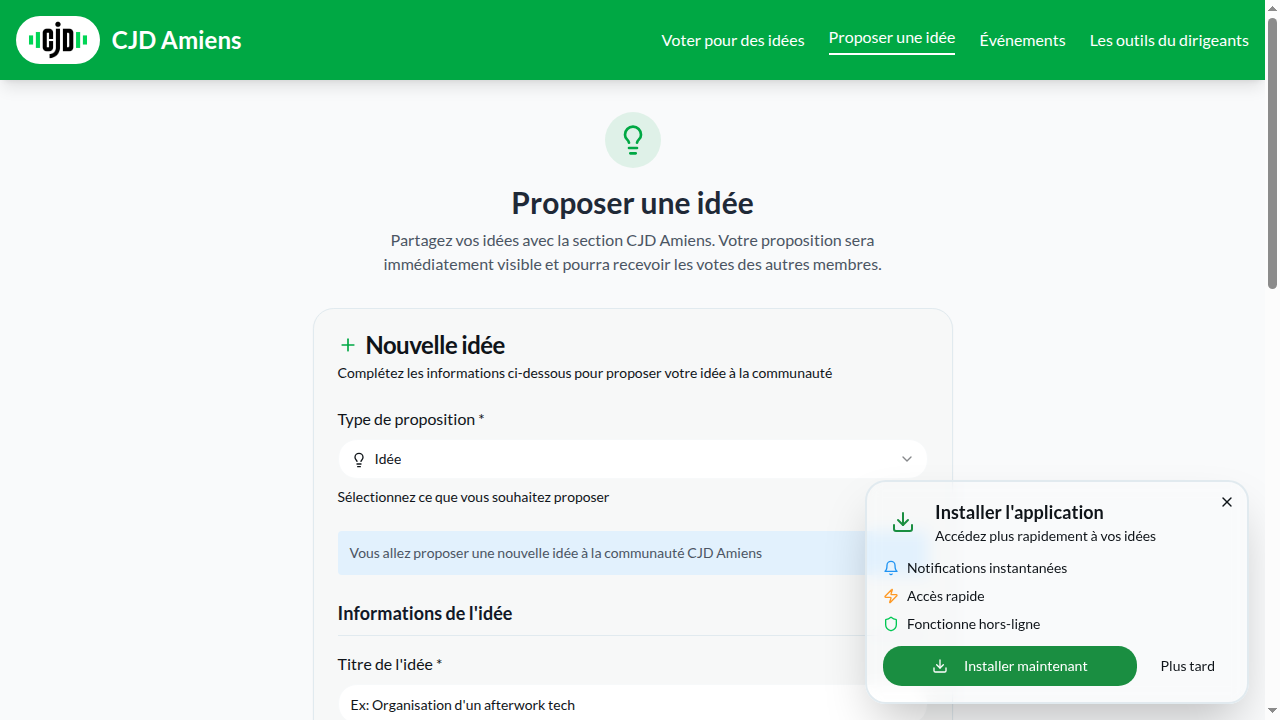 cjD
CJD Amiens
Voter pour des idées
Proposer une idée
Événements
Les outils du dirigeants
Proposer une idée
Partagez vos idées avec la section CJD Amiens. Votre proposition sera
immédiatement visible et pourra recevoir les votes des autres membres.
Nouvelle idée
Complétez les informations ci-dessous pour proposer votre idée à la communauté
Type de proposition *
Idée
Sélectionnez ce que vous souhaitez proposer
Vous allez proposer une nouvelle idée à la communauté CJD Amiens
Informations de l'idée
Titre de l'idée *
Ex: Organisation d'un afterwork tech
Installer l'application
Accédez plus rapidement à vos idées
Notifications instantanées
Accès rapide
Fonctionne hors-ligne
Installer maintenant
Plus tard